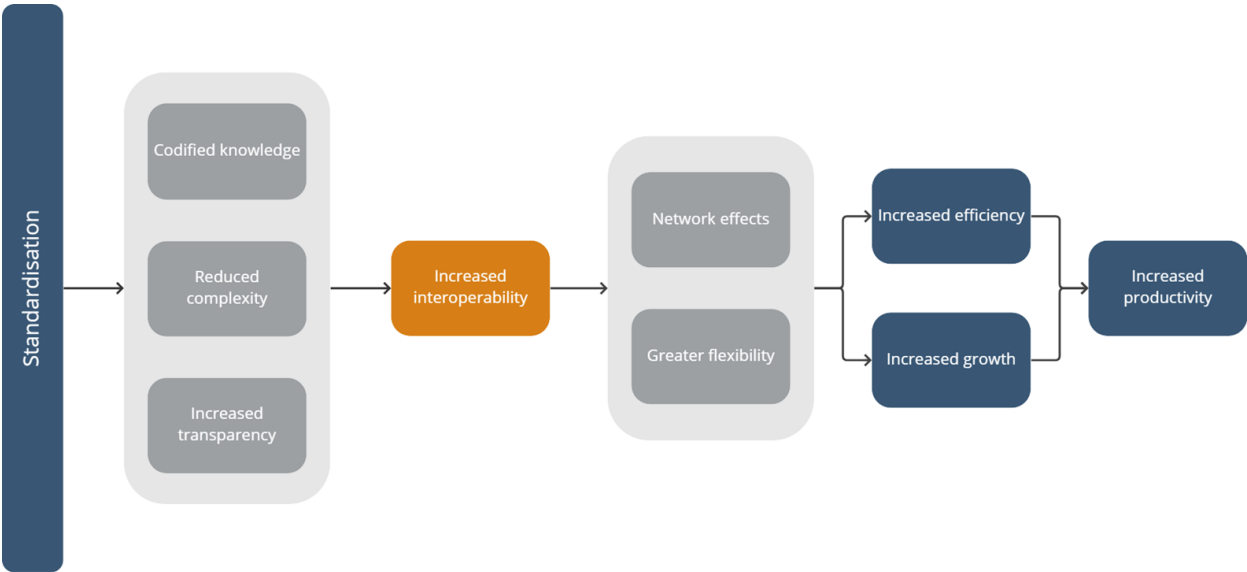 Standardisation
Codified knowledge
Reduced
complexity
Increased
transparency
Increased
interoperability
Network effects
Greater flexibility
Increased efficiency
Increased growth
Increased
productivity